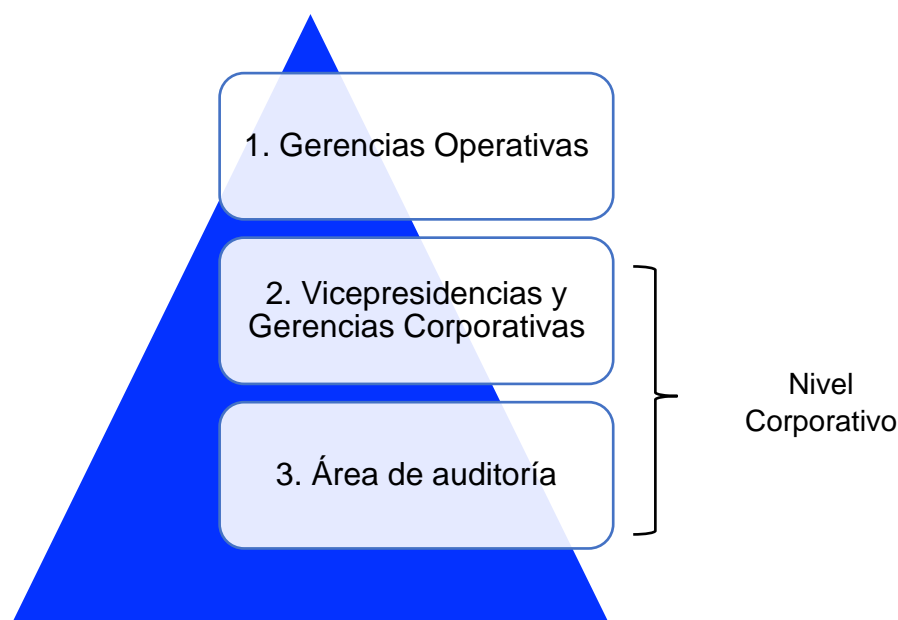 1. Gerencias Operativas
2. Vicepresidencias y
Gerencias Corporativas
3. Área de auditoría
Nivel
Corporativo